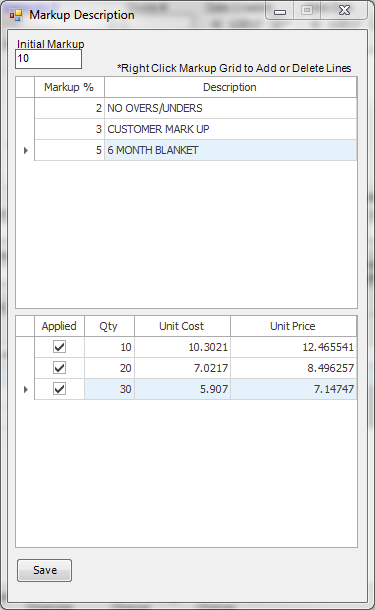 Markup Description
Initial Markup
10
*Right Click Markup Grid to Add or Delete Lines
Markup % Description
2 NO OVERS/UNDERS
3 CUSTOMER MARK UP
5 6 MONTH BLANKET
Applied Qty Unit Cost Unit Price
10 10.3021 12.465541
20 7.0217 8.496257
30 5.907 7.14747
Save